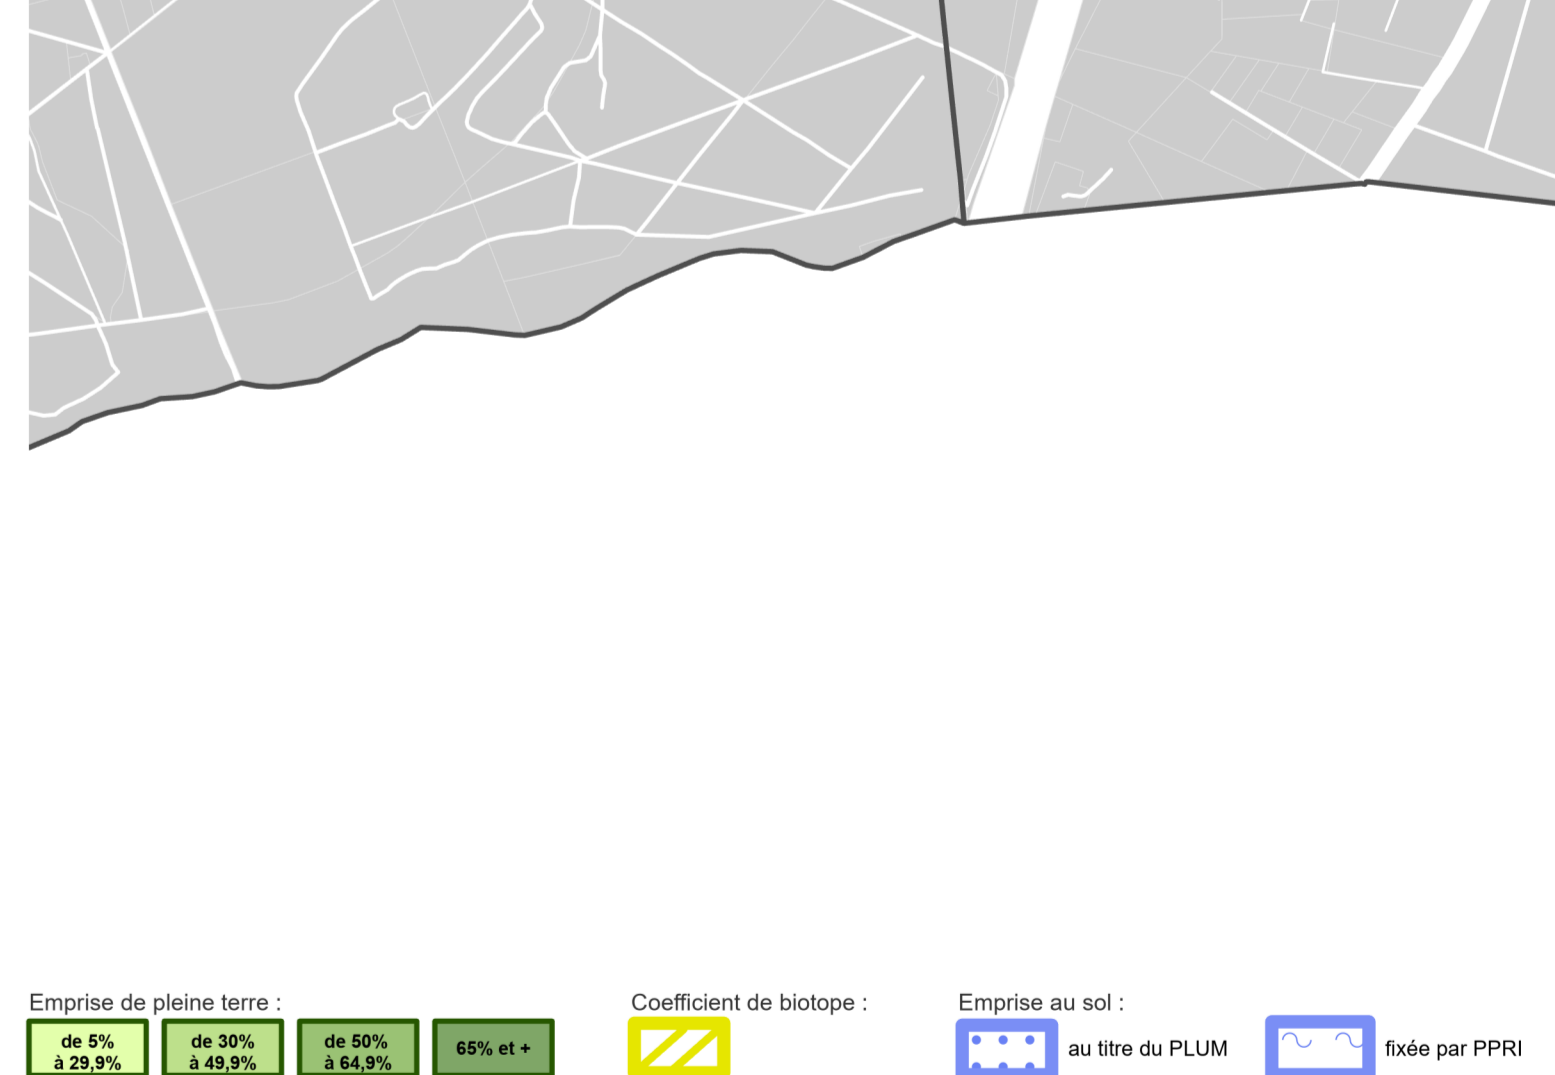 Emprise de pleine terre :
de 5%
à 29,9%
de 30%
à 49,9%
de 50%
à 64,9%
65% et +
Coefficient de biotope :
Emprise au sol :
au titre du PLUM
fixée par PPRI